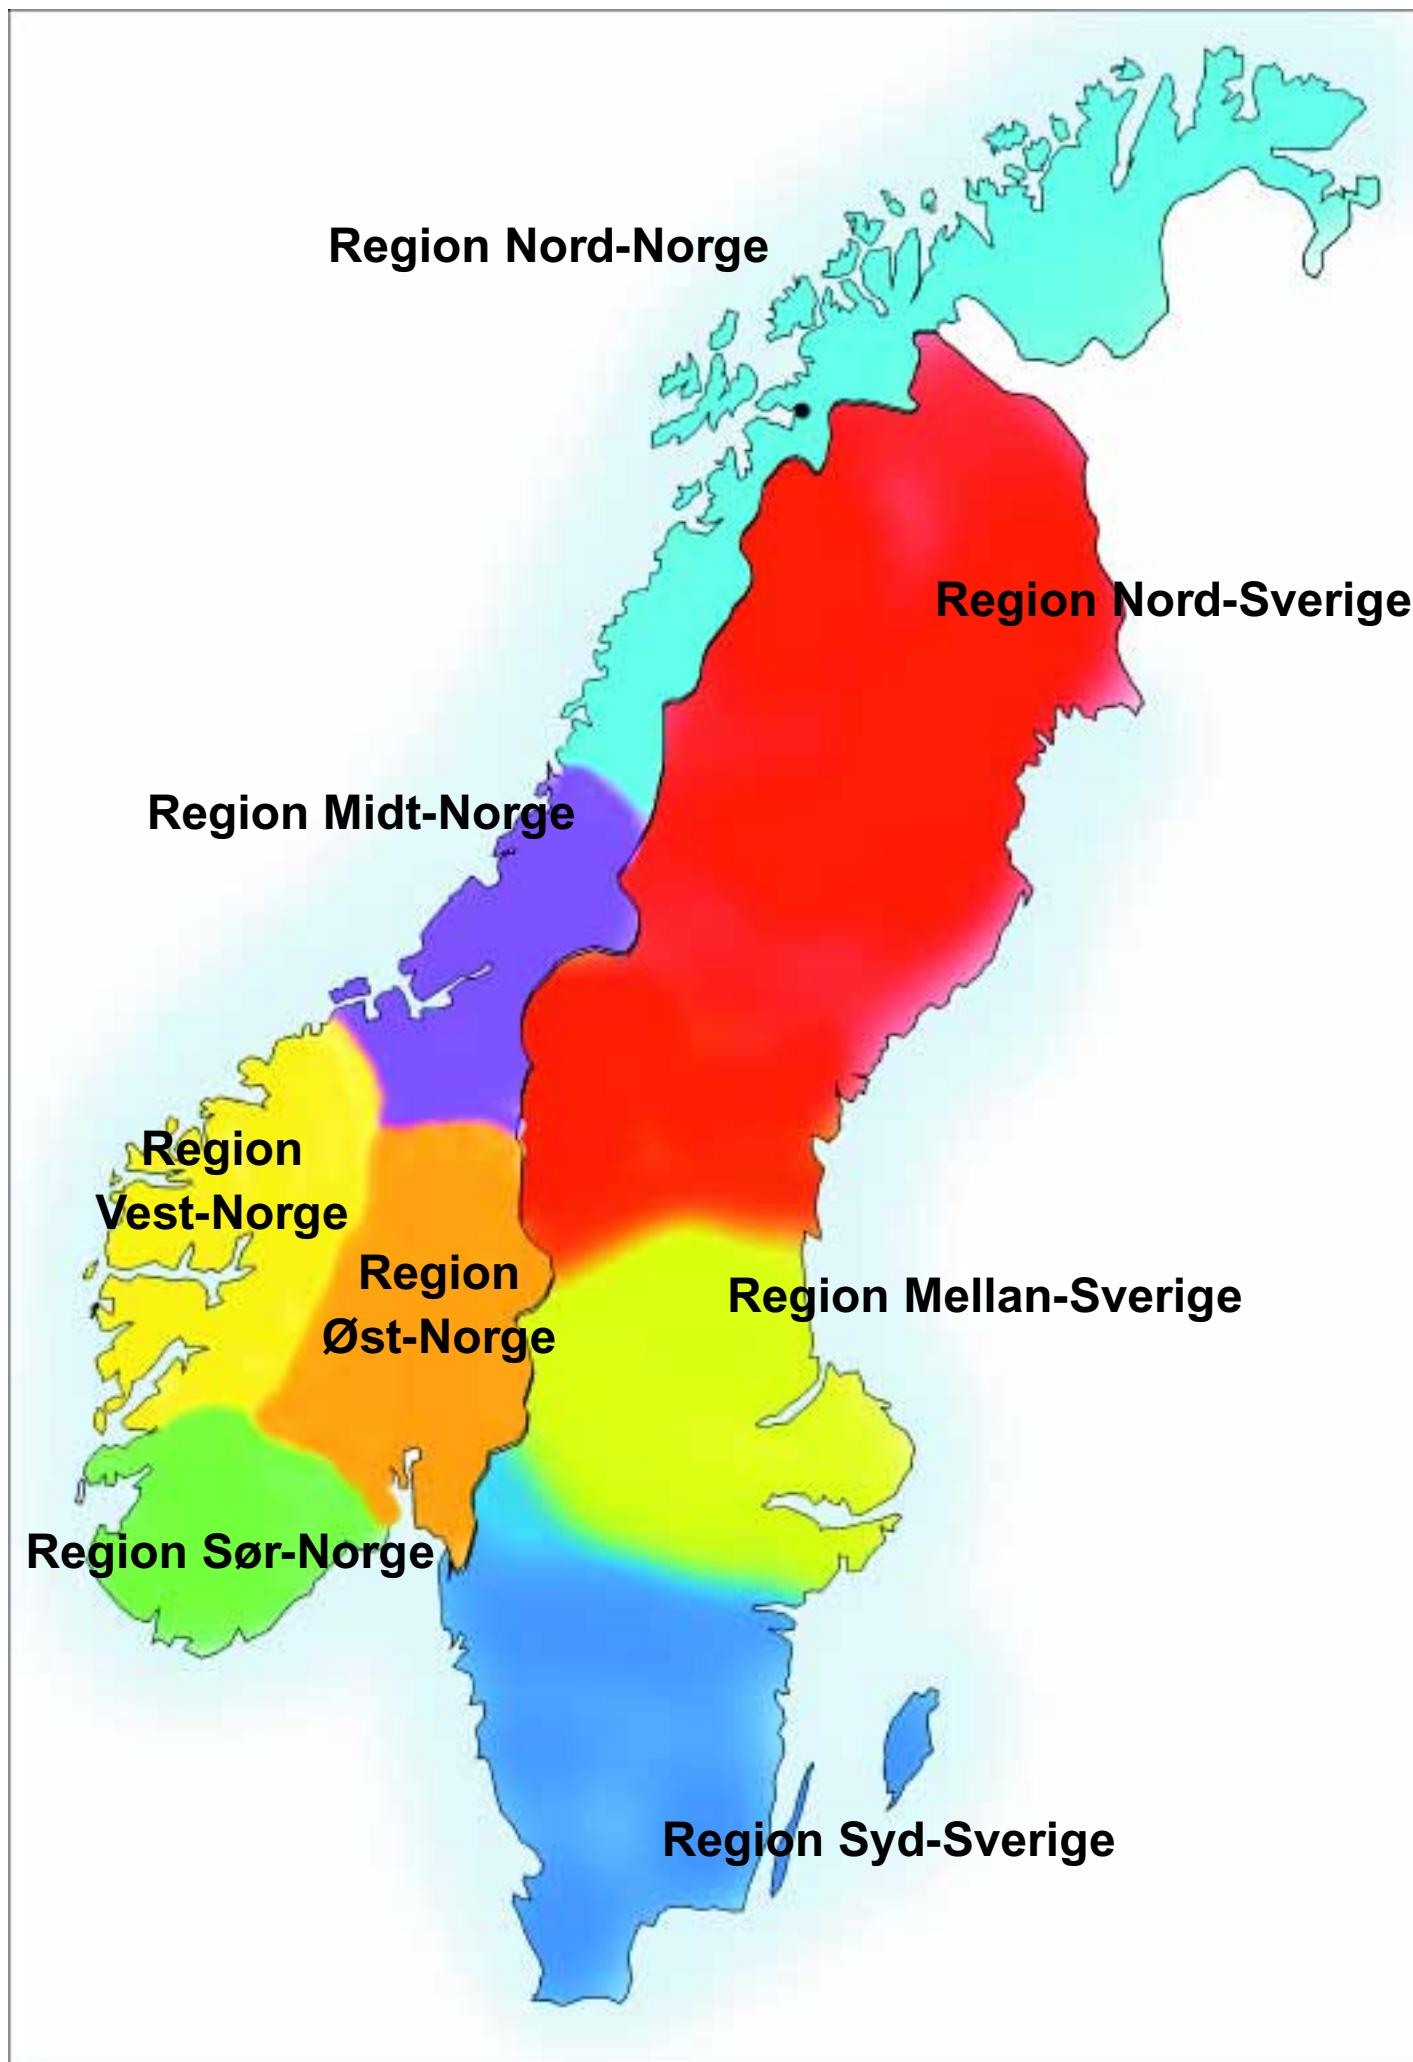 Region Nord-Norge
Region Nord-Sverige
Region Midt-Norge
Region
Vest-Norge
Region
Øst-Norge
Region Mellan-Sverige
Region Sør-Norge
Region Syd-Sverige